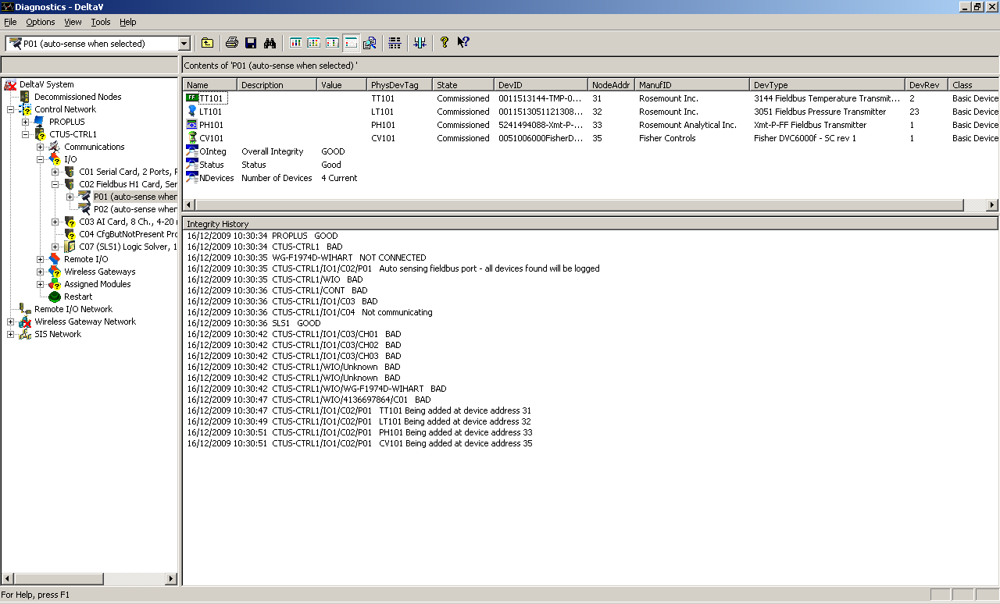 Diagnostics - DeltaV
File Options View Tools Help
P01 (auto-sense when selected)
Contents of 'P01 (auto-sense when selected) '
DeltaV System
Decommissioned Nodes
Control Network
PROPLUS
CTUS-CTRL1
Communications
I/O
C01 Serial Card, 2 Ports,
C02 Fieldbus H1 Card, Ser
P01 (auto-sense when
P02 (auto-sense when
C03 AI Card, 8 Ch., 4-20
C04 CfgButNotPresent Pro
C07 (SLS1) Logic Solver, 1
Remote I/O
Wireless Gateways
Assigned Modules
Restart
Remote I/O Network
Wireless Gateway Network
SIS Network
Name Description Value PhysDevTag State DevID NodeAddr ManufID DevType DevRev Class
TT101 TT101 Commissioned 0011513144-TMP-0... 31 Rosemount Inc. 3144 Fieldbus Temperature Transmit... 2 Basic Device
LT101 LT101 Commissioned 0011513051121308... 32 Rosemount Inc. 3051 Fieldbus Pressure Transmitter 23 Basic Device
PH101 PH101 Commissioned 5241494088-Xmt-P-... 33 Rosemount Analytical Inc. Xmt-P-FF Fieldbus Transmitter 1 Basic Device
CV101 CV101 Commissioned 0051006000FisherD... 35 Fisher Controls Fisher DVC6000f - SC rev 1 1 Basic Device
OInteg Overall Integrity GOOD
Status Status Good
NDevices Number of Devices 4 Current
Integrity History
16/12/2009 10:30:34 PROPLUS GOOD
16/12/2009 10:30:34 CTUS-CTRL1 BAD
16/12/2009 10:30:35 WG-F1974D-WIHART NOT CONNECTED
16/12/2009 10:30:35 CTUS-CTRL1/IO1/C02/P01 Auto sensing fieldbus port - all devices found will be logged
16/12/2009 10:30:35 CTUS-CTRL1/WIO BAD
16/12/2009 10:30:36 CTUS-CTRL1/CONT BAD
16/12/2009 10:30:36 CTUS-CTRL1/IO1/C03 BAD
16/12/2009 10:30:36 CTUS-CTRL1/IO1/C04 Not communicating
16/12/2009 10:30:36 SLS1 GOOD
16/12/2009 10:30:42 CTUS-CTRL1/IO1/C03/CH01 BAD
16/12/2009 10:30:42 CTUS-CTRL1/IO1/C03/CH02 BAD
16/12/2009 10:30:42 CTUS-CTRL1/IO1/C03/CH03 BAD
16/12/2009 10:30:42 CTUS-CTRL1/WIO/Unknown BAD
16/12/2009 10:30:42 CTUS-CTRL1/WIO/Unknown BAD
16/12/2009 10:30:42 CTUS-CTRL1/WIO/WG-F1974D-WIHART BAD
16/12/2009 10:30:47 CTUS-CTRL1/WIO/4136697864/C01 BAD
16/12/2009 10:30:47 CTUS-CTRL1/IO1/C02/P01 TT101 Being added at device address 31
16/12/2009 10:30:49 CTUS-CTRL1/IO1/C02/P01 LT101 Being added at device address 32
16/12/2009 10:30:51 CTUS-CTRL1/IO1/C02/P01 PH101 Being added at device address 33
16/12/2009 10:30:51 CTUS-CTRL1/IO1/C02/P01 CV101 Being added at device address 35
For Help, press F1